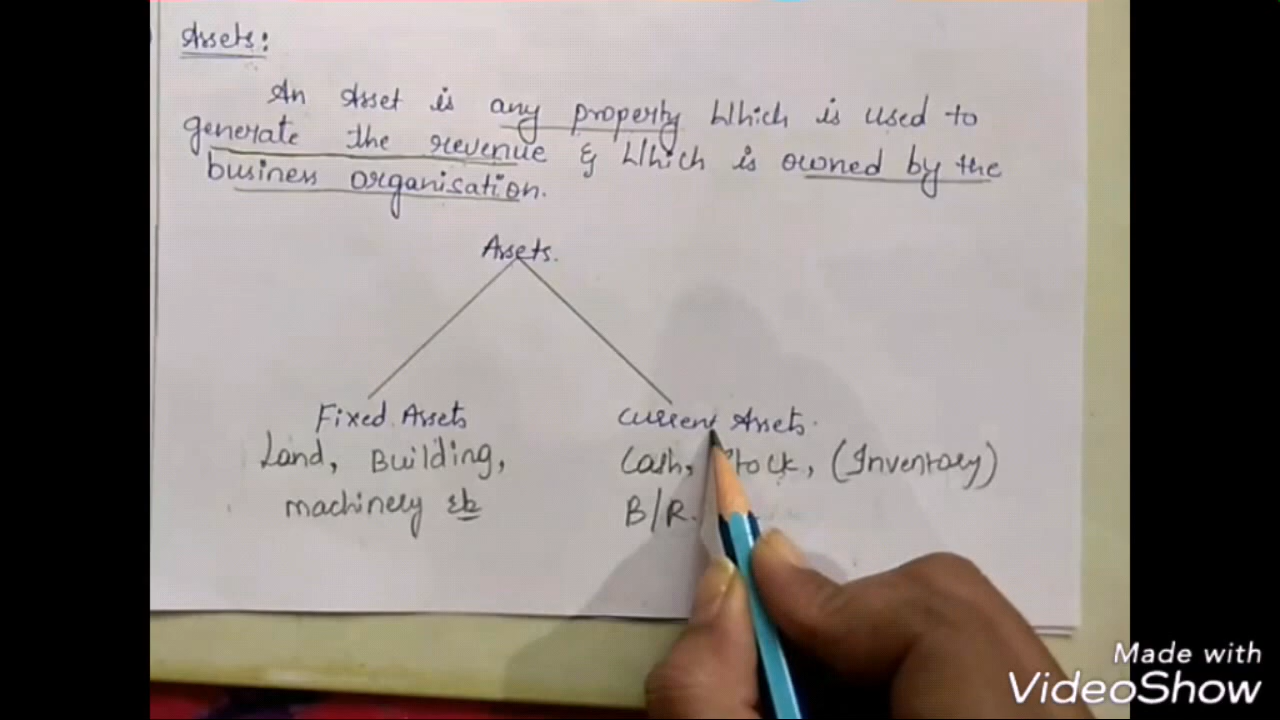 Assets:
An Asset is any property Which is used to
generate the revenue & Which is owned by the
business organisation.
Assets.
Fixed Assets
Current Assets.
Land, Building,
Cash, Stock, (Inventory)
machinery etc
B/R.
Made with
VideoShow